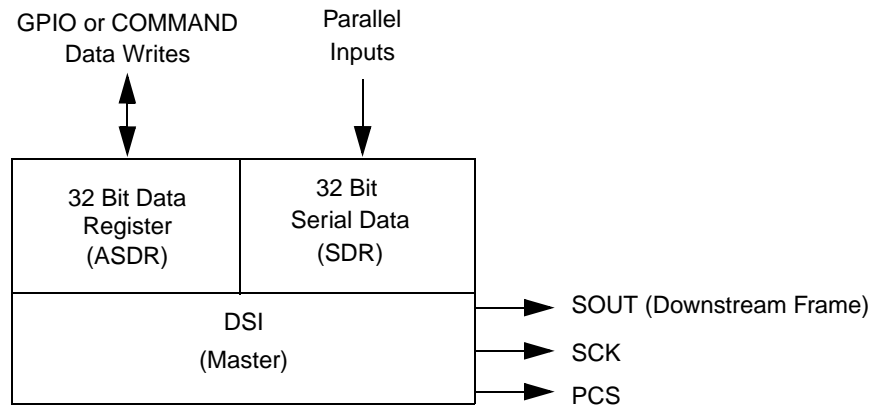 GPIO or COMMAND
Data Writes
Parallel
Inputs
32 Bit Data
Register
(ASDR)
32 Bit
Serial Data
(SDR)
DSI
(Master)
SOUT (Downstream Frame)
SCK
PCS